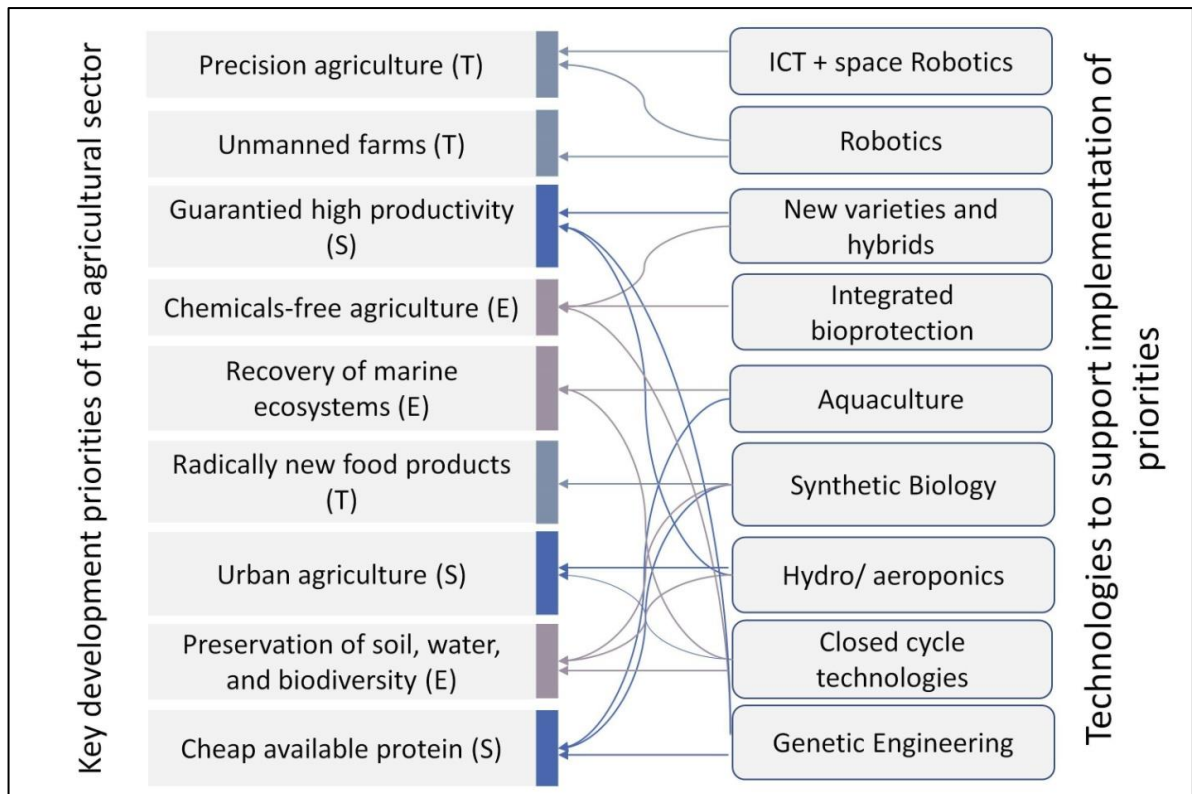 Key development priorities of the agricultural sector
Precision agriculture (T)
Unmanned farms (T)
Guarantied high productivity
(S)
Chemicals-free agriculture (E)
Recovery of marine
ecosystems (E)
Radically new food products
(T)
Urban agriculture (S)
Preservation of soil, water,
and biodiversity (E)
Cheap available protein (S)
ICT + space Robotics
Robotics
New varieties and
hybrids
Integrated
bioprotection
Aquaculture
Synthetic Biology
Hydro/ aeroponics
Closed cycle
technologies
Genetic Engineering
Technologies to support implementation of
priorities